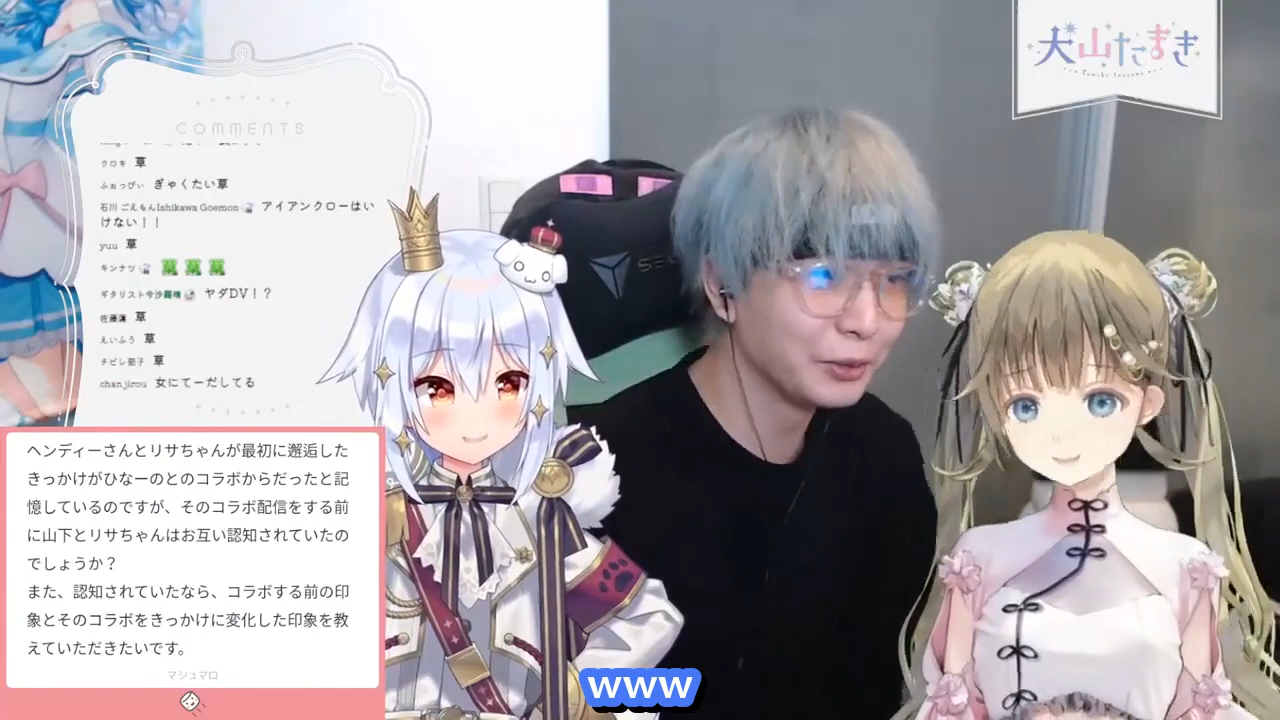 COMMENTS
クロキ 草
ふぉっぴぃ ぎゃくたい草
石川 ごえもんIshikawa Goemon アイアンクローはい
けない！！
yuu 草
キンナツ 草草草
ギタリスト今沙羅峰 ヤダDV！？
佐藤蓮 草
えいふう 草
チビレ茄子 草
chan jirou 女にてーだしてる
犬山たまき
Tamaki Inuyama
ヘンディーさんとリサちゃんが最初に邂逅した
きっかけがひなーのとのコラボからだったと記
憶しているのですが、そのコラボ配信をする前
に山下とリサちゃんはお互い認知されていたの
でしょうか？
また、認知されていたなら、コラボする前の印
象とそのコラボをきっかけに変化した印象を教
えていただきたいです。
マシュマロ
www